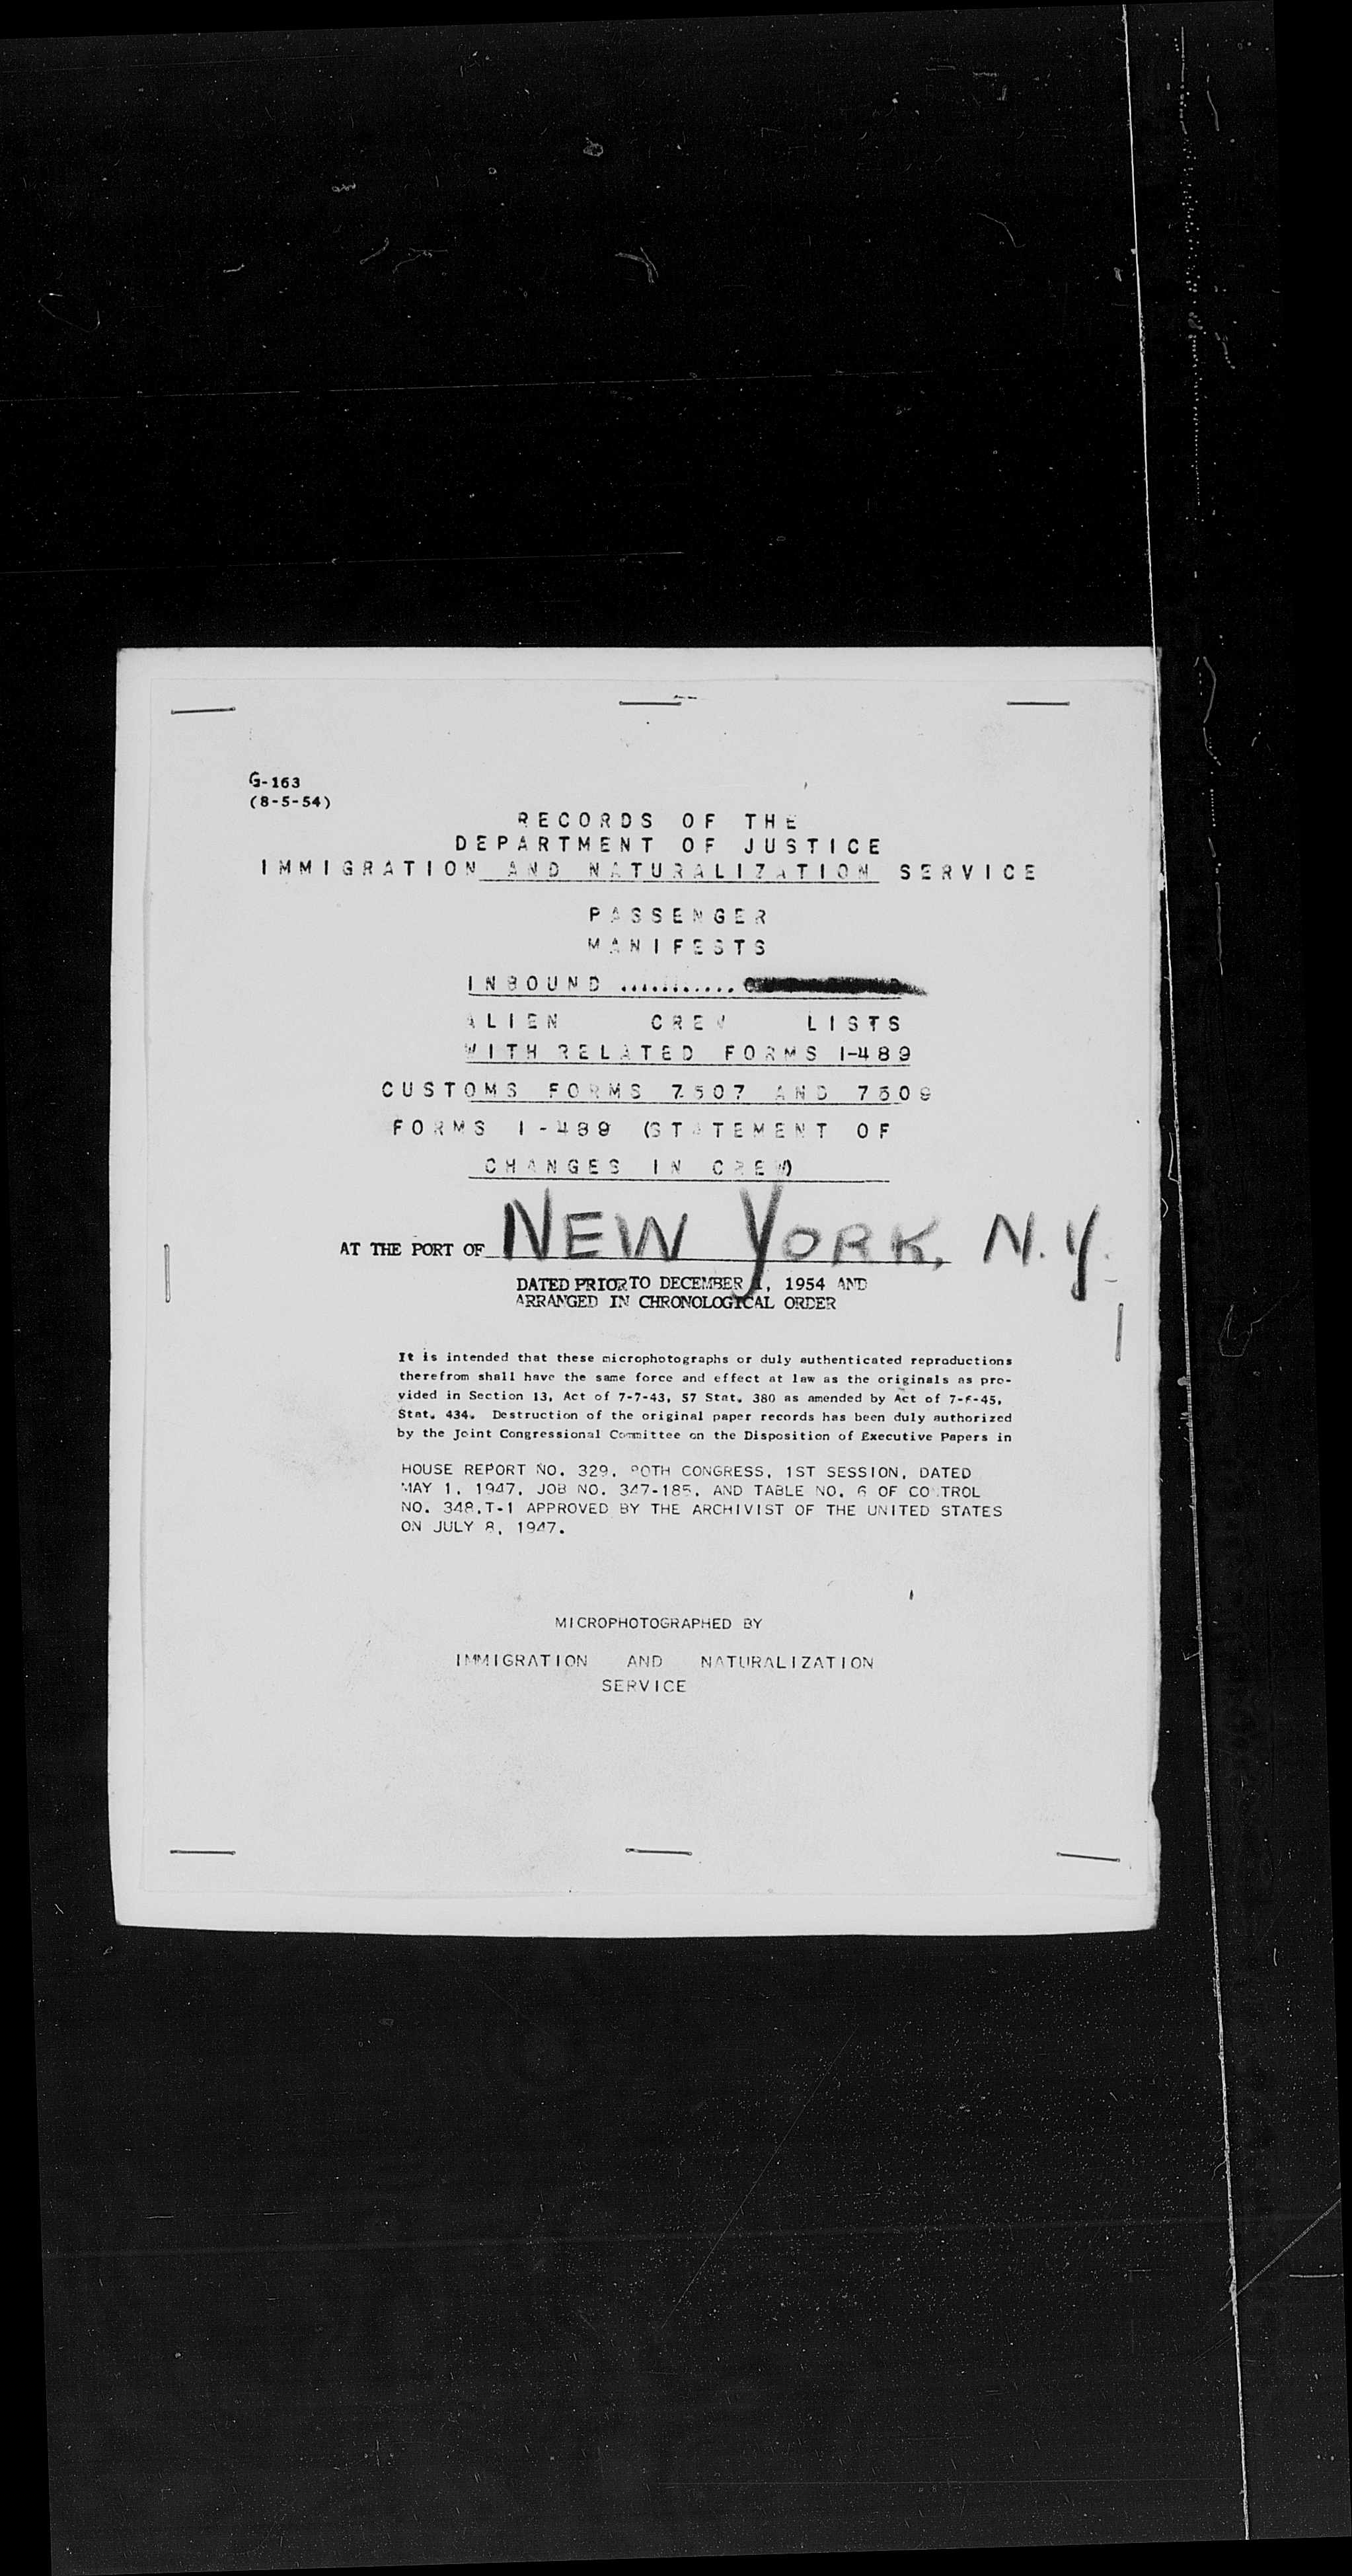 G-163
(8-5-54)
RECORDS OF THE
DEPARTMENT OF JUSTICE
IMMIGRATION AND NATURALIZATION SERVICE
PASSENGER
MANIFESTS
INBOUND ...........
ALIEN CREW LISTS
WITH RELATED FORMS I-489
CUSTOMS FORMS 7507 AND 7509
FORMS I-489 (STATEMENT OF
CHANGES IN CREW)
AT THE PORT OF NEW YORK, N.Y.
DATED PRIOR TO DECEMBER 1, 1954 AND
ARRANGED IN CHRONOLOGICAL ORDER
It is intended that these microphotographs or duly authenticated reproductions
therefrom shall have the same force and effect at law as the originals as pro-
vided in Section 13, Act of 7-7-43, 57 Stat. 380 as amended by Act of 7-6-45,
Stat. 434. Destruction of the original paper records has been duly authorized
by the Joint Congressional Committee on the Disposition of Executive Papers in
HOUSE REPORT NO. 329, 80TH CONGRESS, 1ST SESSION, DATED
MAY 1, 1947, JOB NO. 347-185, AND TABLE NO. 6 OF CONTROL
NO. 348,T-1 APPROVED BY THE ARCHIVIST OF THE UNITED STATES
ON JULY 8, 1947.
MICROPHOTOGRAPHED BY
IMMIGRATION AND NATURALIZATION
SERVICE